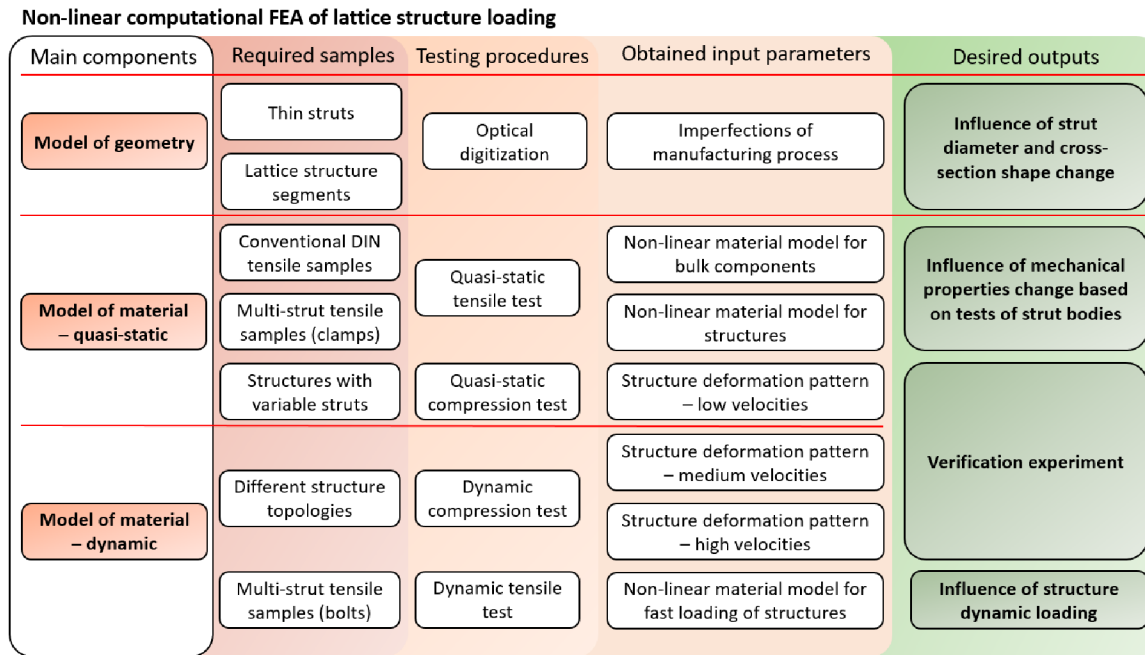 Non-linear computational FEA of lattice structure loading
Main components
Required samples
Testing procedures
Obtained input parameters
Desired outputs
Model of geometry
Thin struts
Lattice structure
segments
Optical
digitization
Imperfections of
manufacturing process
Influence of strut
diameter and cross-
section shape change
Model of material
– quasi-static
Conventional DIN
tensile samples
Multi-strut tensile
samples (clamps)
Structures with
variable struts
Quasi-static
tensile test
Quasi-static
compression test
Non-linear material model for
bulk components
Non-linear material model for
structures
Structure deformation pattern
– low velocities
Influence of mechanical
properties change based
on tests of strut bodies
Verification experiment
Model of material
– dynamic
Different structure
topologies
Multi-strut tensile
samples (bolts)
Dynamic
compression test
Dynamic tensile
test
Structure deformation pattern
– medium velocities
Structure deformation pattern
– high velocities
Non-linear material model for
fast loading of structures
Influence of structure
dynamic loading